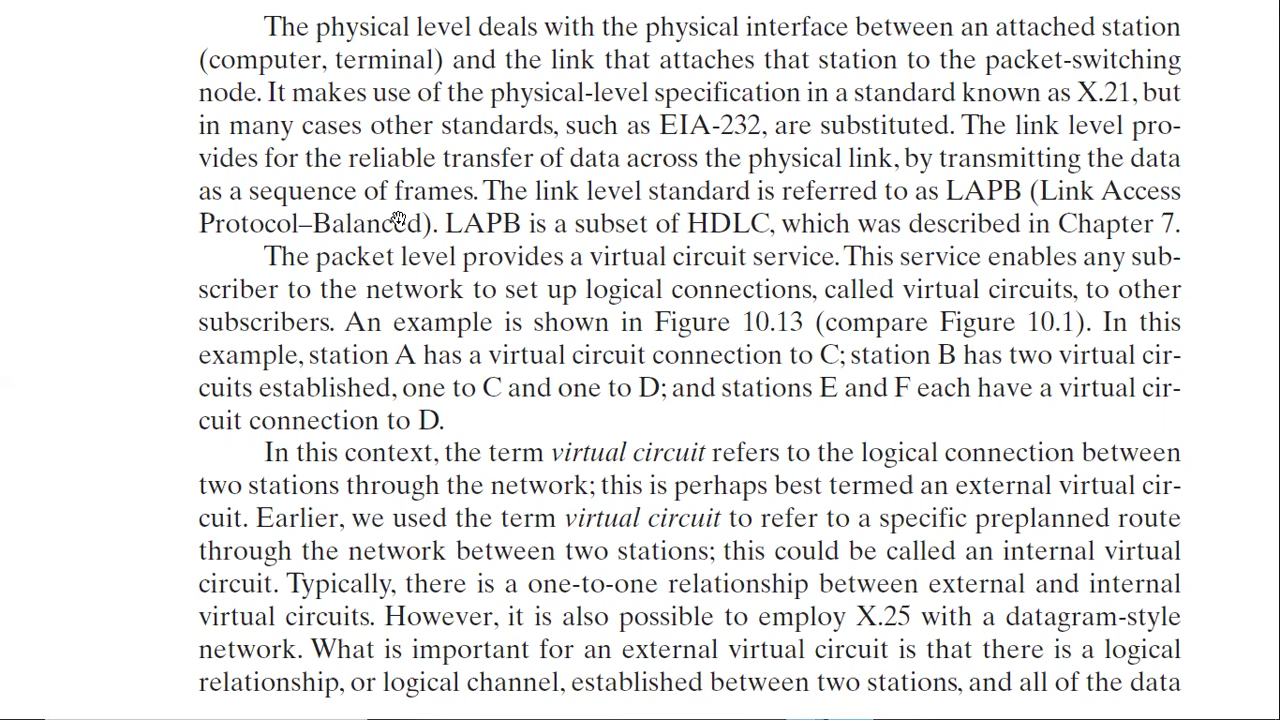 The physical level deals with the physical interface between an attached station
(computer, terminal) and the link that attaches that station to the packet-switching
node. It makes use of the physical-level specification in a standard known as X.21, but
in many cases other standards, such as EIA-232, are substituted. The link level pro-
vides for the reliable transfer of data across the physical link, by transmitting the data
as a sequence of frames. The link level standard is referred to as LAPB (Link Access
Protocol–Balanced). LAPB is a subset of HDLC, which was described in Chapter 7.
The packet level provides a virtual circuit service. This service enables any sub-
scriber to the network to set up logical connections, called virtual circuits, to other
subscribers. An example is shown in Figure 10.13 (compare Figure 10.1). In this
example, station A has a virtual circuit connection to C; station B has two virtual cir-
cuits established, one to C and one to D; and stations E and F each have a virtual cir-
cuit connection to D.
In this context, the term virtual circuit refers to the logical connection between
two stations through the network; this is perhaps best termed an external virtual cir-
cuit. Earlier, we used the term virtual circuit to refer to a specific preplanned route
through the network between two stations; this could be called an internal virtual
circuit. Typically, there is a one-to-one relationship between external and internal
virtual circuits. However, it is also possible to employ X.25 with a datagram-style
network. What is important for an external virtual circuit is that there is a logical
relationship, or logical channel, established between two stations, and all of the data